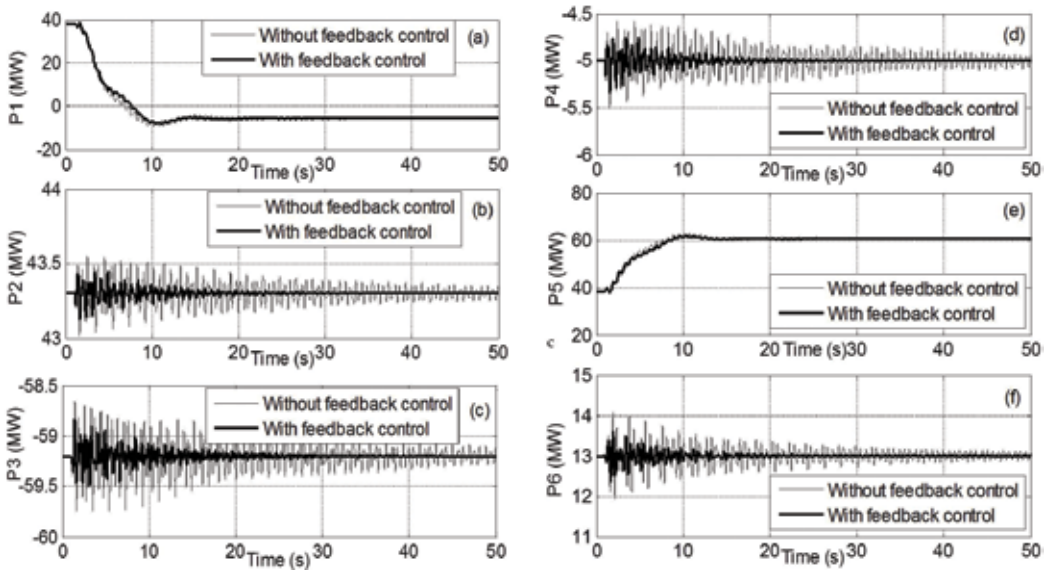 P1 (MW)
40
20
0
-20
Without feedback control
With feedback control
(a)
0 10 20 30 40 50
Time (s)
P2 (MW)
44
43.5
43
Without feedback control
With feedback control
(b)
0 10 20 30 40 50
Time (s)
P3 (MW)
-58.5
-59
-59.5
-60
Without feedback control
With feedback control
(c)
0 10 20 30 40 50
Time (s)
P4 (MW)
-4.5
-5
-5.5
-6
(d)
Without feedback control
With feedback control
0 10 20 30 40 50
Time (s)
P5 (MW)
80
60
40
20
(e)
Without feedback control
With feedback control
0 10 20 30 40 50
Time (s)
P6 (MW)
15
14
13
12
11
(f)
Without feedback control
With feedback control
0 10 20 30 40 50
Time (s)